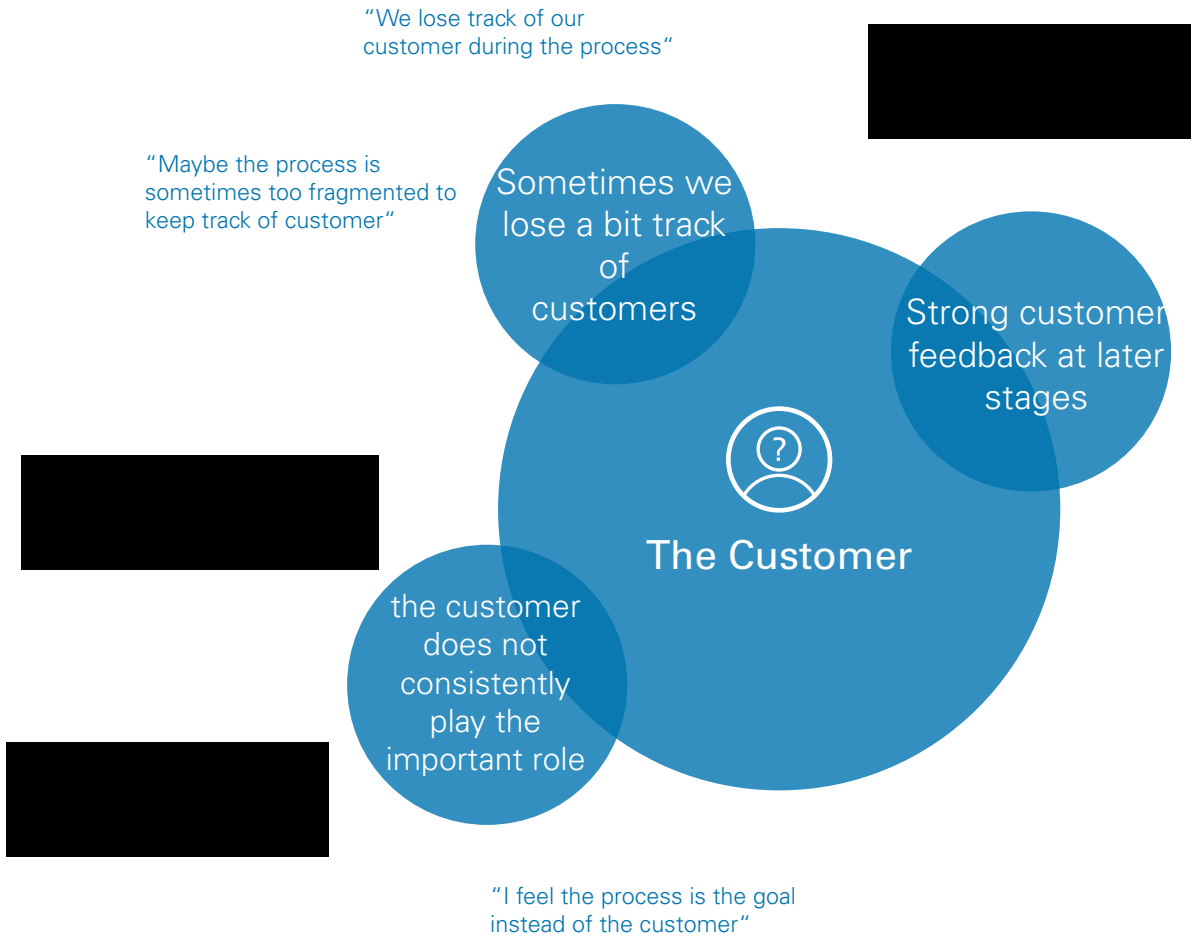 “We lose track of our
customer during the process“
“Maybe the process is
sometimes too fragmented to
keep track of customer“
Sometimes we
lose a bit track
of
customers
Strong customer
feedback at later
stages
?
The Customer
the customer
does not
consistently
play the
important role
“I feel the process is the goal
instead of the customer“